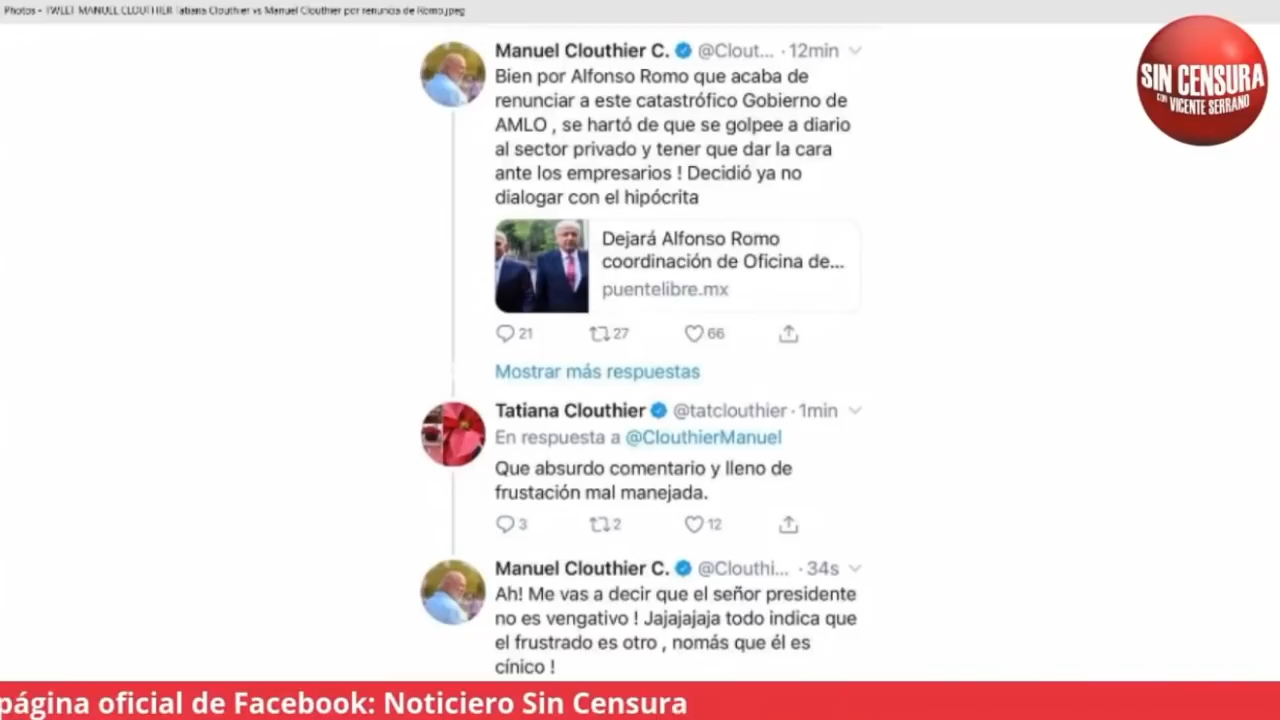 Photos - TWEET MANUEL CLOUTHIER Tatiana Clouthier vs Manuel Clouthier por renuncia de Romo.jpeg
SIN CENSURA
CON VICENTE SERRANO
Manuel Clouthier C. @Clout... · 12min
Bien por Alfonso Romo que acaba de
renunciar a este catastrófico Gobierno de
AMLO , se hartó de que se golpee a diario
al sector privado y tener que dar la cara
ante los empresarios ! Decidió ya no
dialogar con el hipócrita
Dejará Alfonso Romo
coordinación de Oficina de...
puentelibre.mx
21 27 66
Mostrar más respuestas
Tatiana Clouthier @tatclouthier · 1min
En respuesta a @ClouthierManuel
Que absurdo comentario y lleno de
frustación mal manejada.
3 2 12
Manuel Clouthier C. @Clouthi... · 34s
Ah! Me vas a decir que el señor presidente
no es vengativo ! Jajajajaja todo indica que
el frustrado es otro , nomás que él es
cínico !
página oficial de Facebook: Noticiero Sin Censura